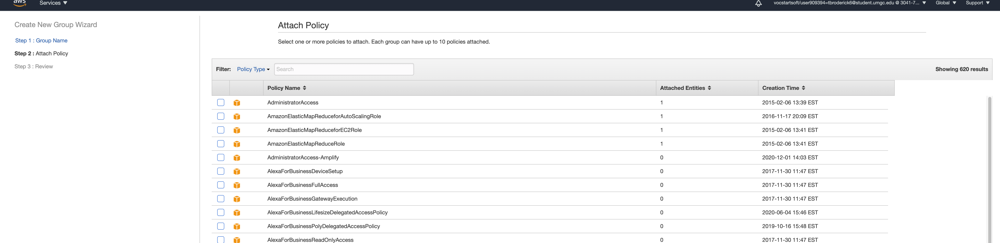 aws Services vocstartsoft/user909394=tbroderick6@student.umgc.edu @ 3041-7... Global Support
Create New Group Wizard
Step 1 : Group Name
Step 2 : Attach Policy
Step 3 : Review
Attach Policy
Select one or more policies to attach. Each group can have up to 10 policies attached.
Filter: Policy Type Search Showing 620 results
Policy Name Attached Entities Creation Time
AdministratorAccess 1 2015-02-06 13:39 EST
AmazonElasticMapReduceforAutoScalingRole 1 2016-11-17 20:09 EST
AmazonElasticMapReduceforEC2Role 1 2015-02-06 13:41 EST
AmazonElasticMapReduceRole 1 2015-02-06 13:41 EST
AdministratorAccess-Amplify 0 2020-12-01 14:03 EST
AlexaForBusinessDeviceSetup 0 2017-11-30 11:47 EST
AlexaForBusinessFullAccess 0 2017-11-30 11:47 EST
AlexaForBusinessGatewayExecution 0 2017-11-30 11:47 EST
AlexaForBusinessLifesizeDelegatedAccessPolicy 0 2020-06-04 15:46 EST
AlexaForBusinessPolyDelegatedAccessPolicy 0 2019-10-16 15:48 EST
AlexaForBusinessReadOnlyAccess 0 2017-11-30 11:47 EST